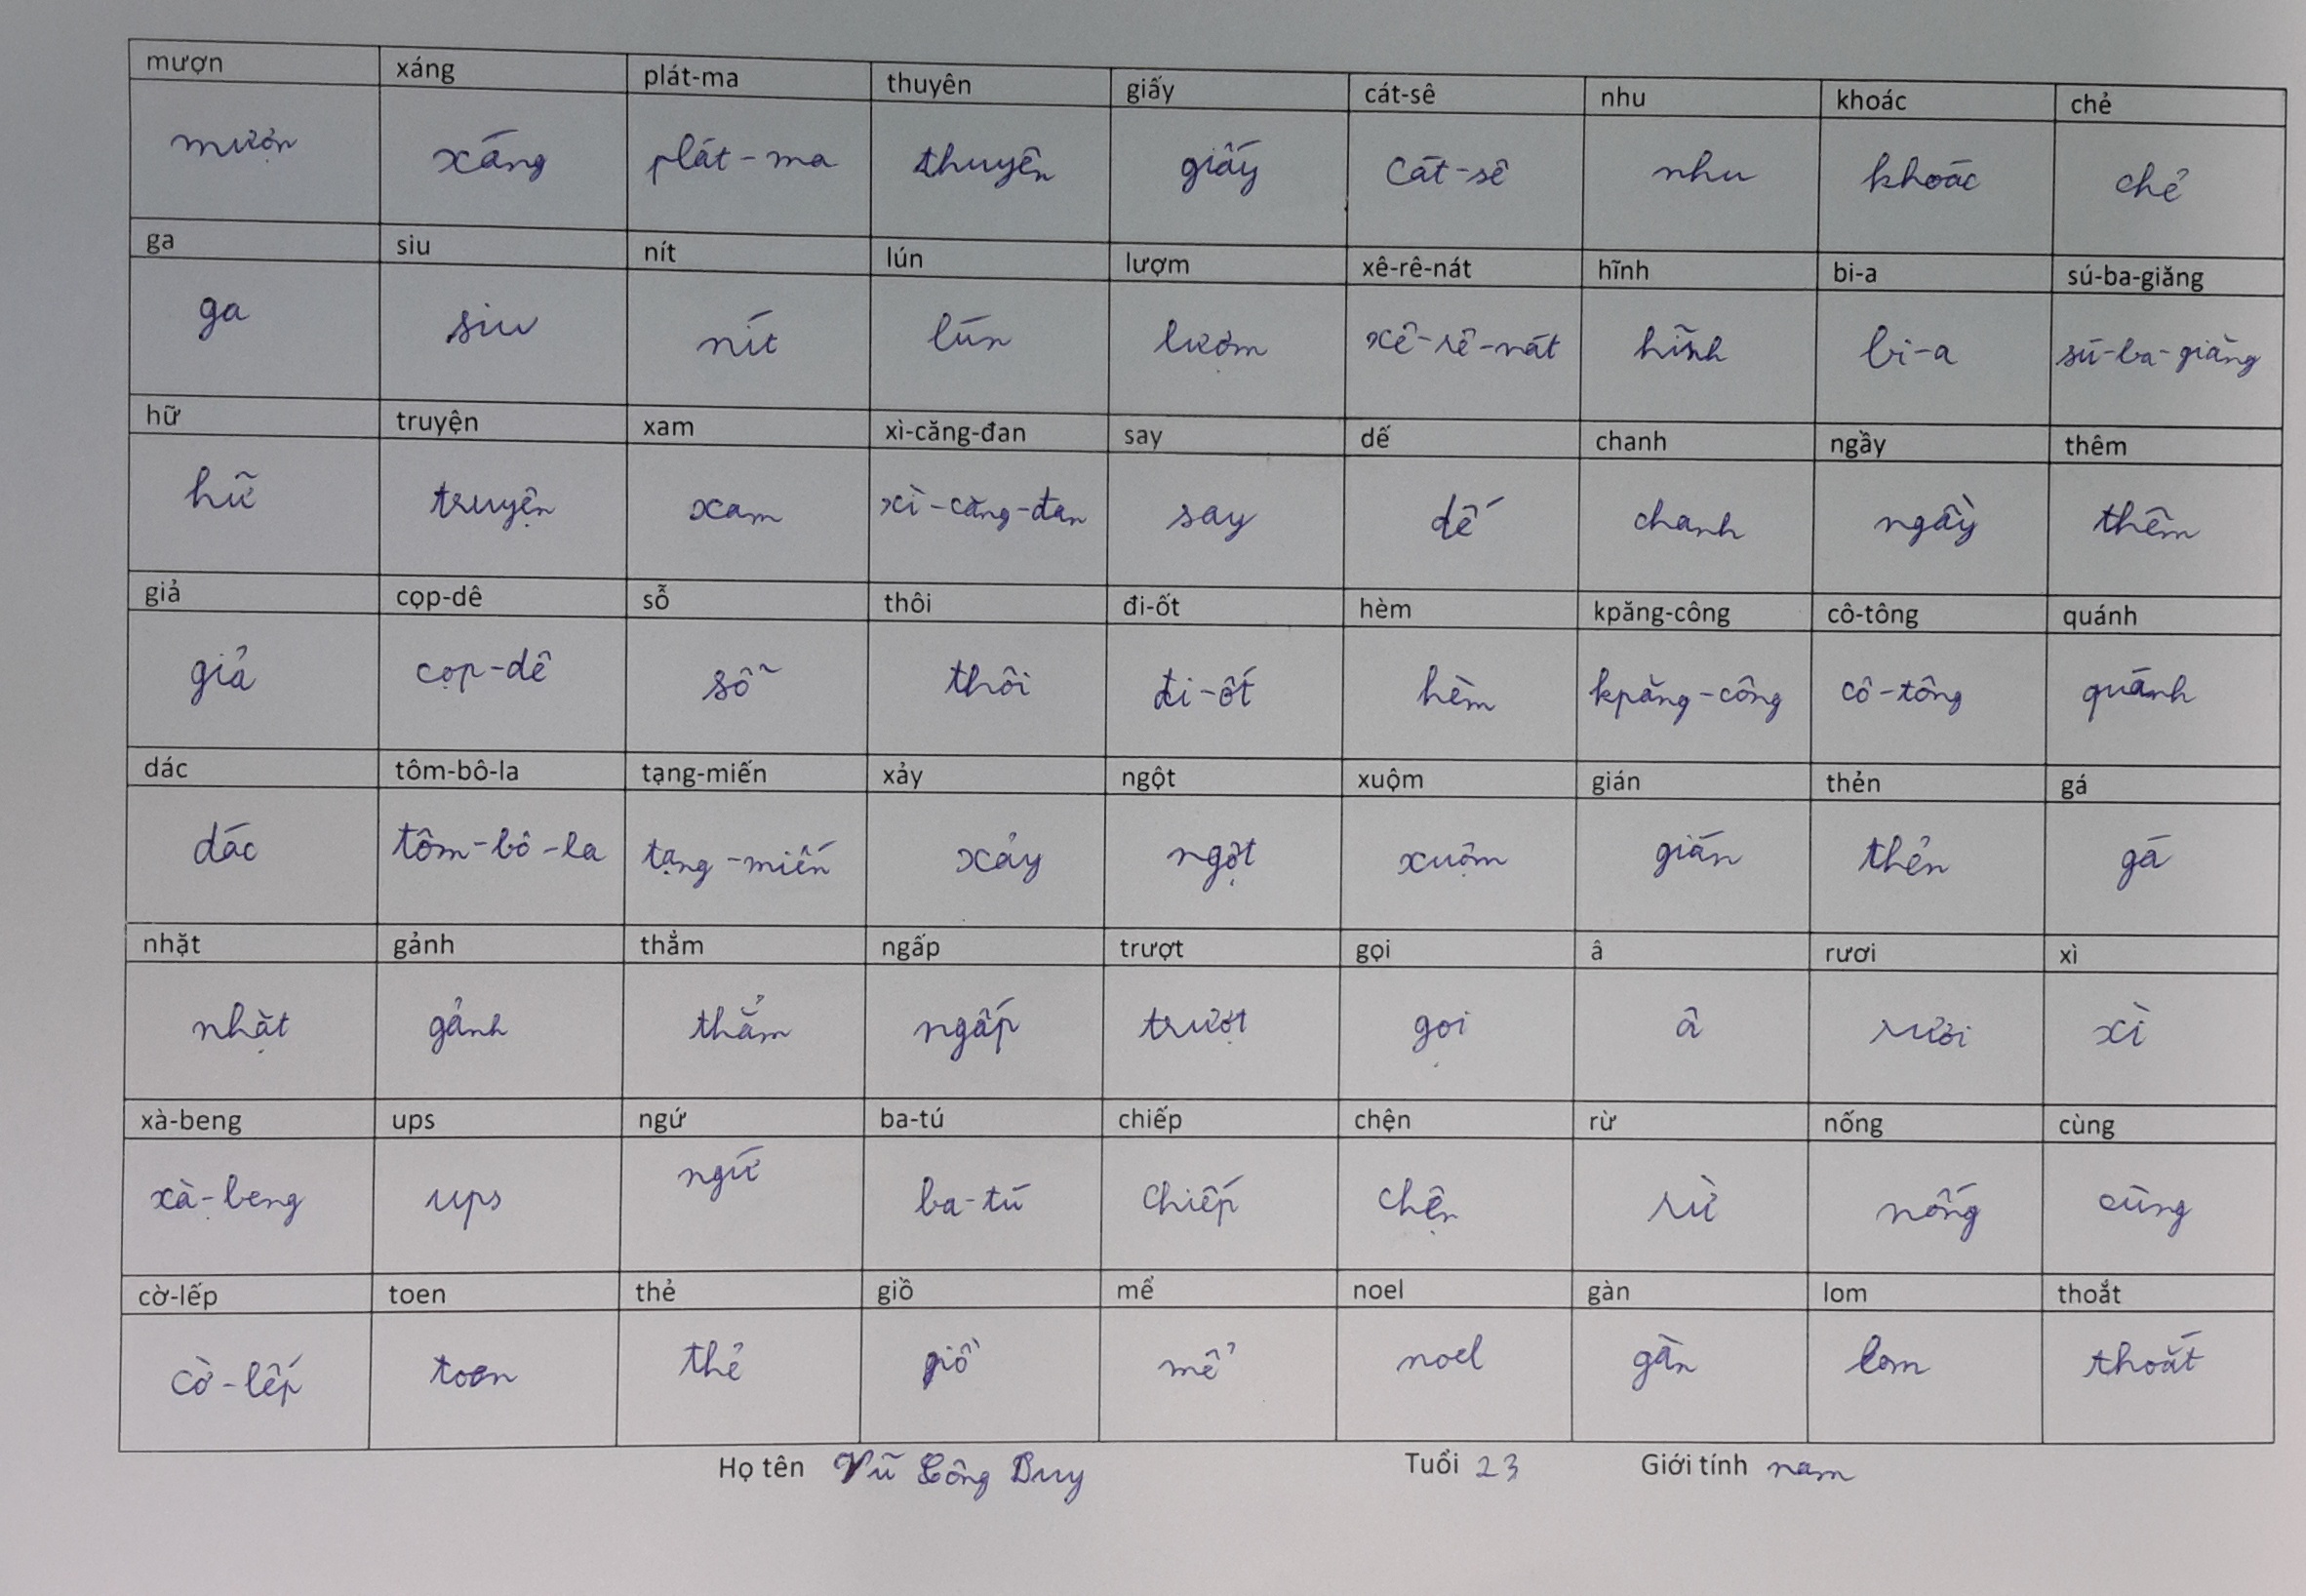 mượn xáng plát-ma thuyên giấy cát-sê nhu khoác chẻ
mượn xáng plát-ma thuyên giấy cát-sê nhu khoác chẻ
ga siu nít lún lượm xê-rê-nát hĩnh bi-a sú-ba-giăng
ga siu nít lún lượm xê-rê-nát hĩnh bi-a sú-ba-giăng
hữ truyện xam xì-căng-đan say dế chanh ngầy thêm
hữ truyện xam xì-căng-đan say dế chanh ngầy thêm
giả cọp-dê sỗ thôi đi-ốt hèm kpăng-công cô-tông quánh
giả cọp-dê sỗ thôi đi-ốt hèm kpăng-công cô-tông quánh
dác tôm-bô-la tạng-miến xảy ngột xuộm gián thẻn gá
dác tôm-bô-la tạng-miến xảy ngột xuộm gián thẻn gá
nhặt gảnh thẳm ngấp trượt gọi â rươi xì
nhặt gảnh thẳm ngấp trượt gọi â rươi xì
xà-beng ups ngứ ba-tú chiếp chện rừ nống cùng
xà-beng ups ngứ ba-tú chiếp chện rừ nống cùng
cờ-lếp toen thẻ giồ mể noel gàn lom thoắt
cờ-lếp toen thẻ giồ mể noel gàn lom thoắt
Họ tên Vũ Công Duy Tuổi 23 Giới tính nam